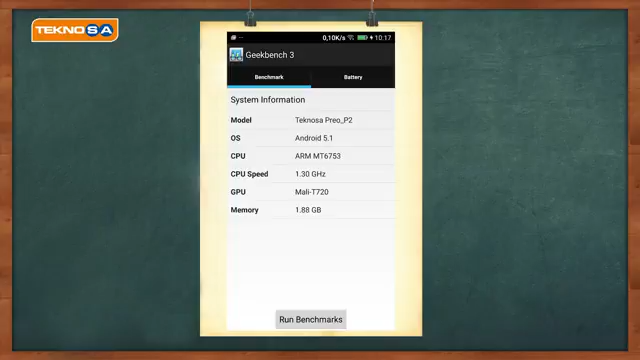 TEKNOSA
0,10K/s 10:17
Geekbench 3
Benchmark Battery
System Information
Model Teknosa Preo_P2
OS Android 5.1
CPU ARM MT6753
CPU Speed 1.30 GHz
GPU Mali-T720
Memory 1.88 GB
Run Benchmarks